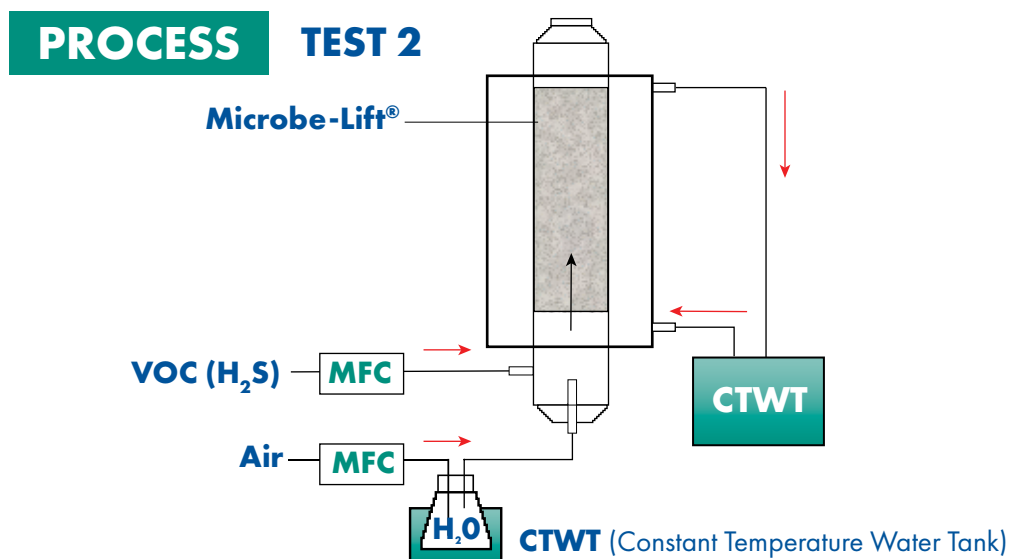 PROCESS TEST 2
Microbe-Lift®
VOC (H₂S) MFC
CTWT
Air MFC
H₂0
CTWT (Constant Temperature Water Tank)